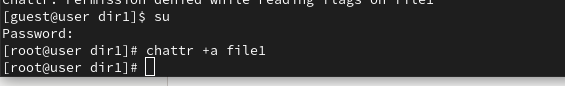 chattr: Permission denied while reading flags on file1
[guest@user dir1]$ su
Password:
[root@user dir1]# chattr +a file1
[root@user dir1]#